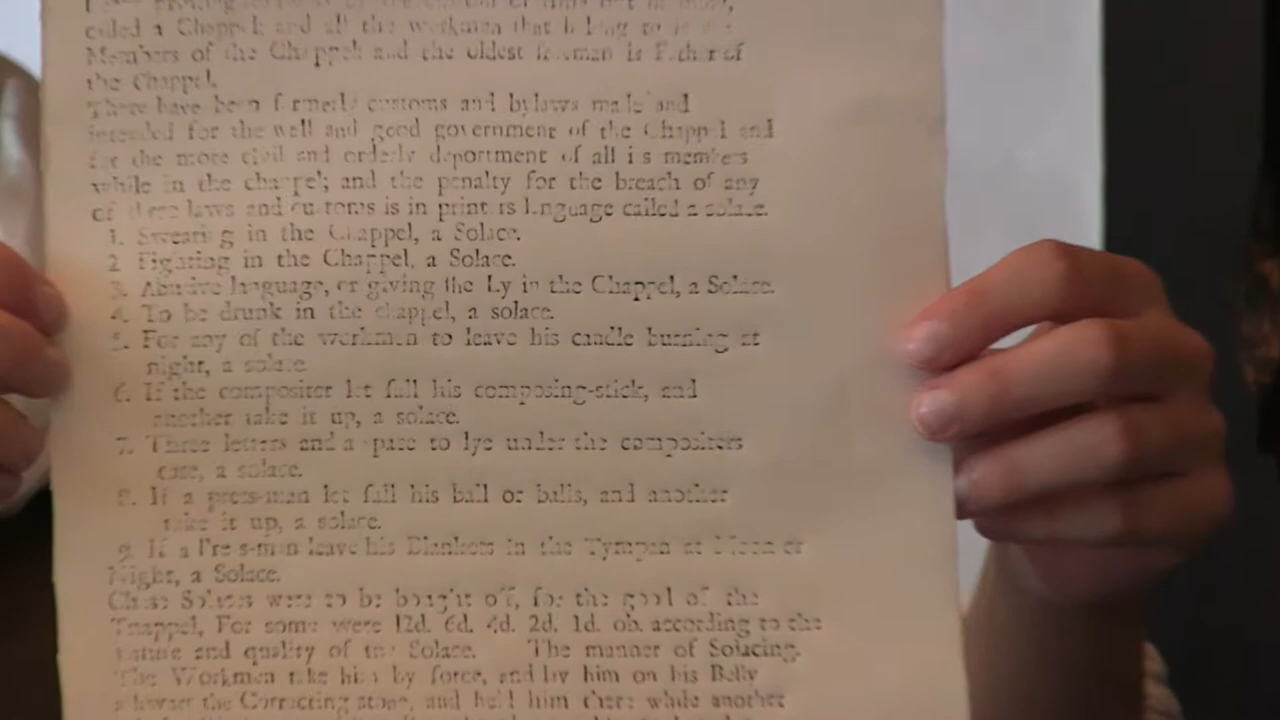 called a Chappel; and all the workmen that belong to it are
Members of the Chappel: and the oldest freeman is Father of
the Chappel.
There have been formerly customs and bylaws made and
intended for the well and good government of the Chappel and
for the more civil and orderly deportment of all its members
while in the chappel; and the penalty for the breach of any
of these laws and customs is in printers language called a solace.
1. Swearing in the Chappel, a Solace.
2 Fighting in the Chappel, a Solace.
3. Abusive language, or giving the Ly in the Chappel, a Solace.
4. To be drunk in the chappel, a solace.
5. For any of the workmen to leave his candle burning at
night, a solace
6. If the compositer let fall his composing-stick, and
another take it up, a solace.
7. Three letters and a space to lye under the compositers
case, a solace.
8. If a press-man let fall his ball or balls, and another
take it up, a solace.
9. If a Press-man leave his Blankets in the Tympan at Noon or
Night, a Solace.
Solaces were to be bought off, for the good of the
Chappel, For some were 12d. 6d. 4d. 2d. 1d. ob. according to the
nature and quality of the Solace. The manner of Solacing.
The Workmen take him by force, and lay him on his Belly
athwart the Correcting stone, and held him there while another